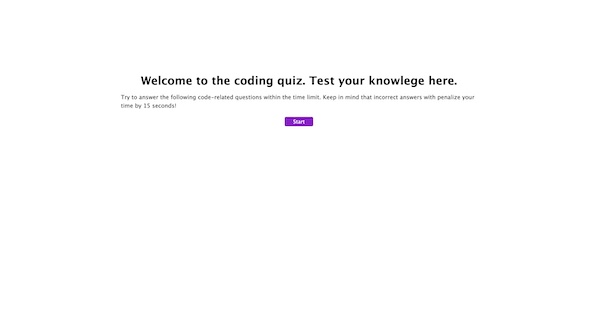 Welcome to the coding quiz. Test your knowlege here.
Try to answer the following code-related questions within the time limit. Keep in mind that incorrect answers with penalize your
time by 15 seconds!
Start